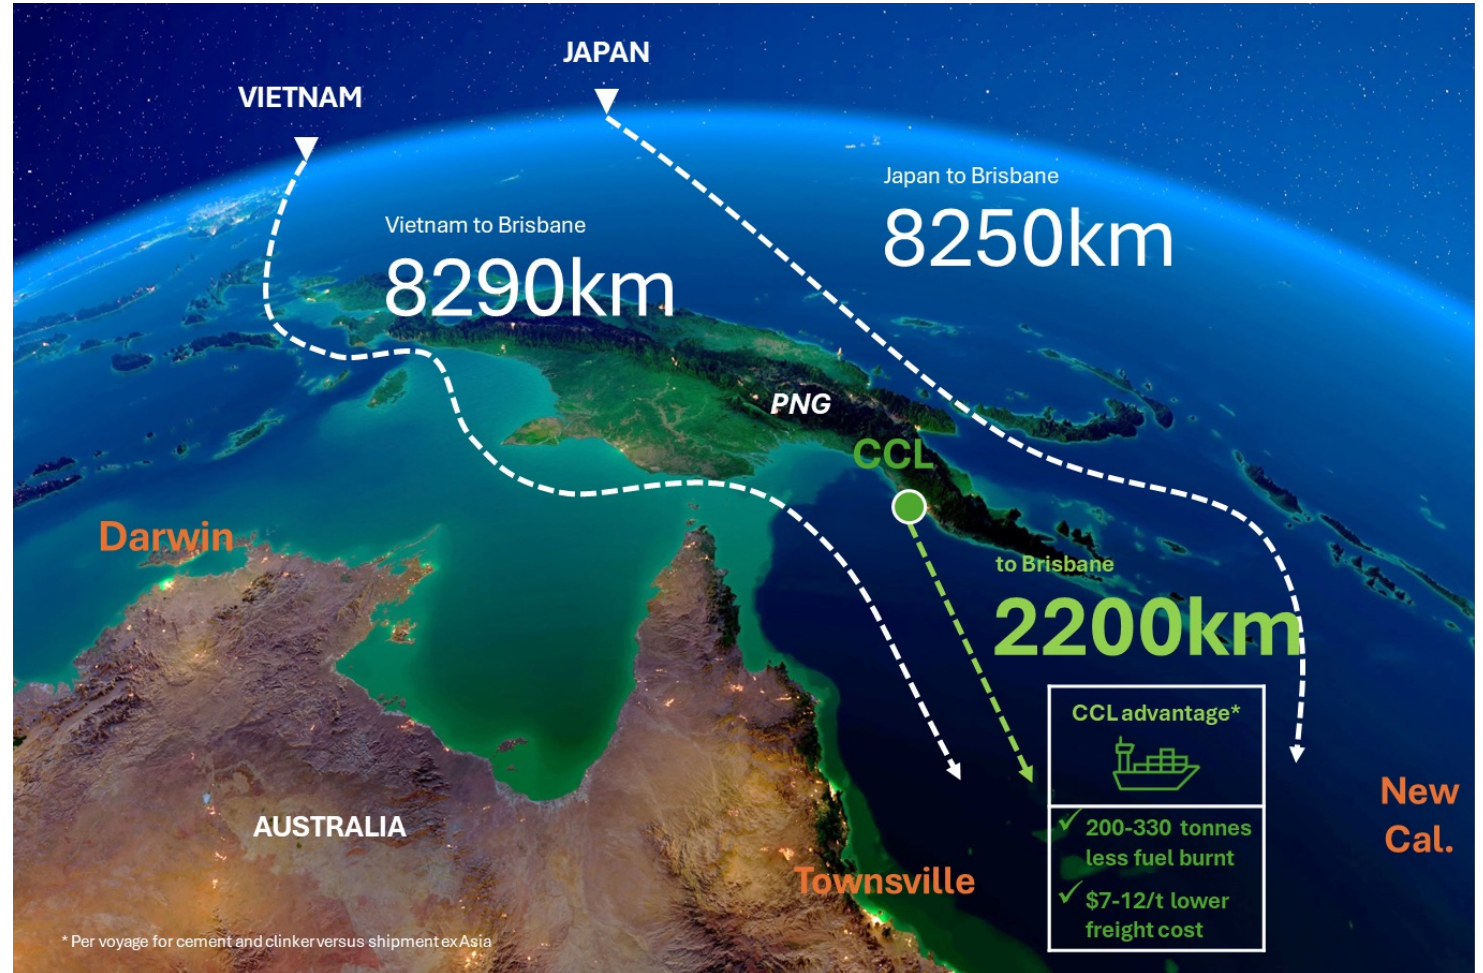 JAPAN
VIETNAM
Japan to Brisbane
8250km
Vietnam to Brisbane
8290km
PNG
CCL
Darwin
to Brisbane
2200km
CCL advantage*
New
Cal.
AUSTRALIA
✓ 200-330 tonnes
less fuel burnt
Townsville
✓ $7-12/t lower
freight cost
* Per voyage for cement and clinker versus shipment ex Asia